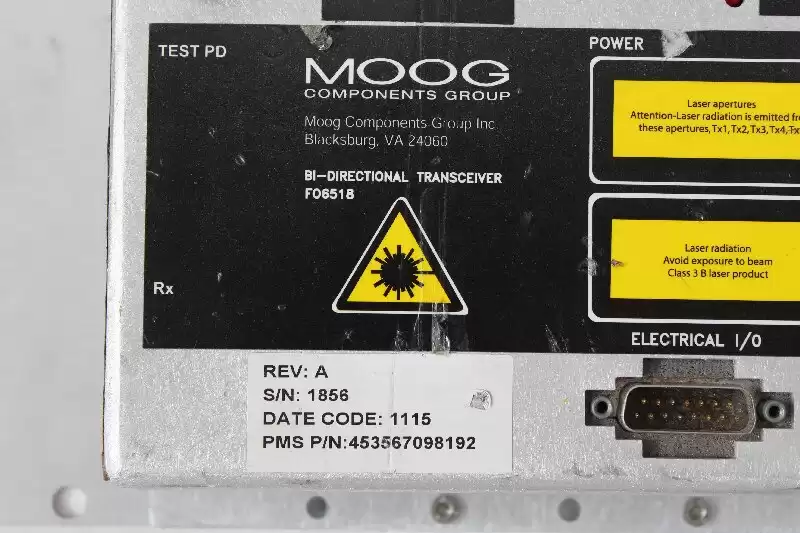 TEST PD
POWER
MOOG
COMPONENTS GROUP
Moog Components Group Inc
Blacksburg, VA 24060
BI-DIRECTIONAL TRANSCEIVER
FO6518
Laser apertures
Attention-Laser radiation is emitted
these apertures, Tx1, Tx2, Tx3, Tx4,
Laser radiation
Avoid exposure to beam
Class 3 B laser product
Rx
ELECTRICAL I/O
REV: A
S/N: 1856
DATE CODE: 1115
PMS P/N:453567098192